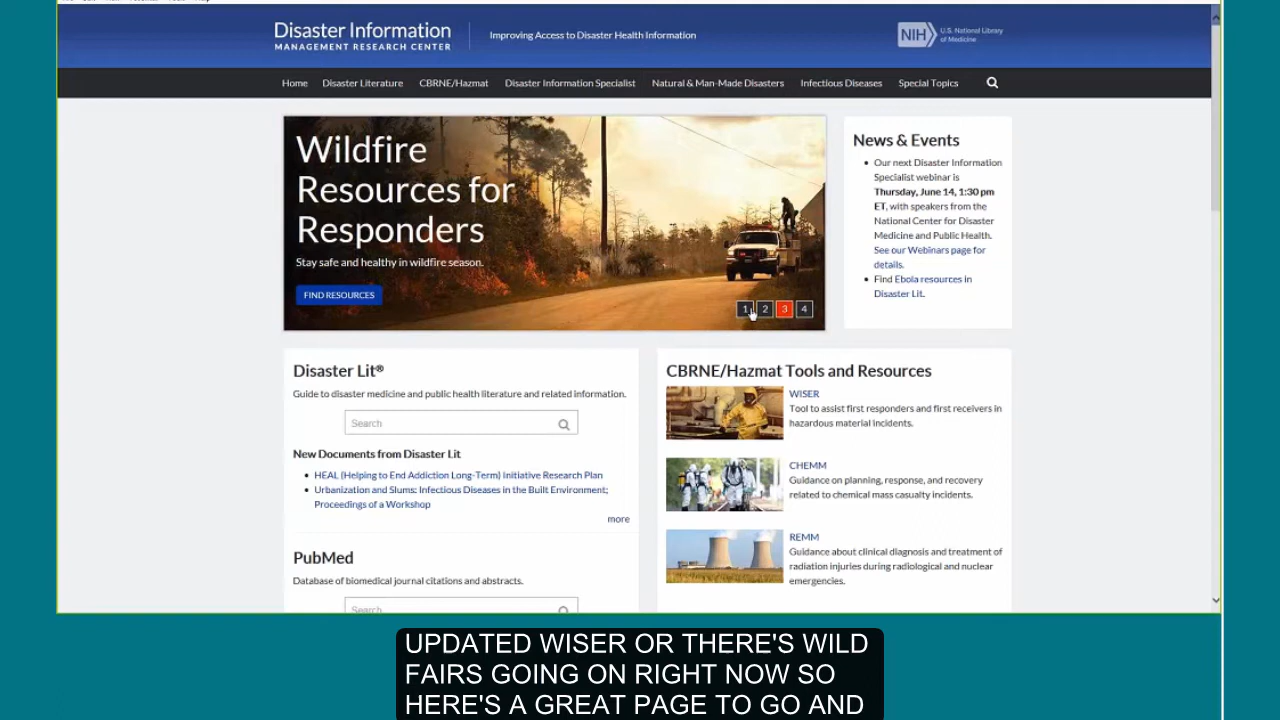 Disaster Information
MANAGEMENT RESEARCH CENTER
Improving Access to Disaster Health Information
NIH
U.S. National Library
of Medicine
Home
Disaster Literature
CBRNE/Hazmat
Disaster Information Specialist
Natural & Man-Made Disasters
Infectious Diseases
Special Topics
Wildfire
Resources for
Responders
Stay safe and healthy in wildfire season.
FIND RESOURCES
1
2
3
4
News & Events
Our next Disaster Information
Specialist webinar is
Thursday, June 14, 1:30 pm
ET, with speakers from the
National Center for Disaster
Medicine and Public Health.
See our Webinars page for
details.
Find Ebola resources in
Disaster Lit.
Disaster Lit®
Guide to disaster medicine and public health literature and related information.
Search
New Documents from Disaster Lit
HEAL (Helping to End Addiction Long-Term) Initiative Research Plan
Urbanization and Slums: Infectious Diseases in the Built Environment;
Proceedings of a Workshop
more
PubMed
Database of biomedical journal citations and abstracts.
Search
CBRNE/Hazmat Tools and Resources
WISER
Tool to assist first responders and first receivers in
hazardous material incidents.
CHEMM
Guidance on planning, response, and recovery
related to chemical mass casualty incidents.
REMM
Guidance about clinical diagnosis and treatment of
radiation injuries during radiological and nuclear
emergencies.
UPDATED WISER OR THERE'S WILD
FAIRS GOING ON RIGHT NOW SO
HERE'S A GREAT PAGE TO GO AND